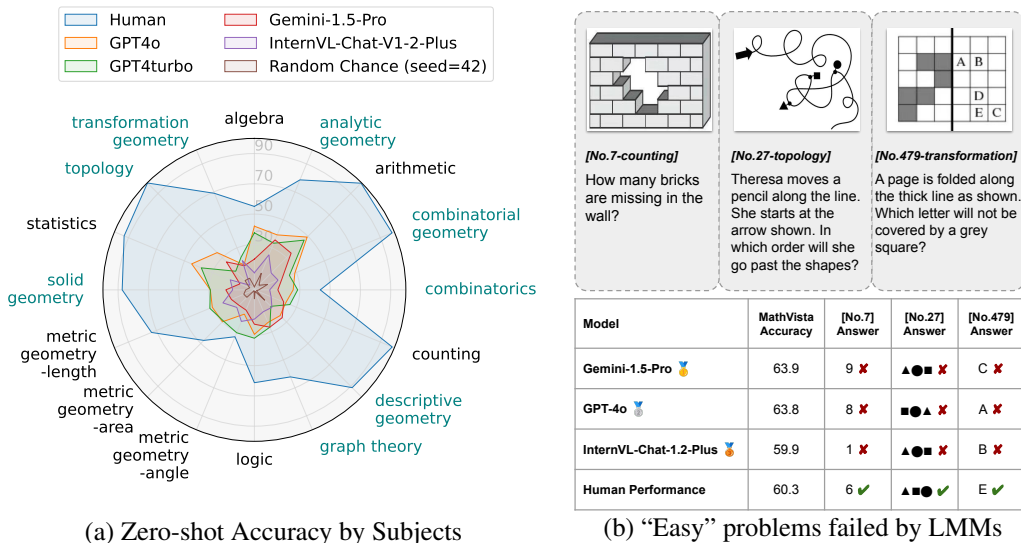 Human
GPT4o
GPT4turbo
Gemini-1.5-Pro
InternVL-Chat-V1-2-Plus
Random Chance (seed=42)
algebra
analytic
geometry
arithmetic
combinatorial
geometry
combinatorics
counting
descriptive
geometry
graph theory
logic
metric
geometry
-angle
metric
geometry
-area
metric
geometry
-length
solid
geometry
statistics
topology
transformation
geometry
90
70
50
30
(a) Zero-shot Accuracy by Subjects
A B
D
E C
[No.7-counting]
How many bricks
are missing in the
wall?
[No.27-topology]
Theresa moves a
pencil along the line.
She starts at the
arrow shown. In
which order will she
go past the shapes?
[No.479-transformation]
A page is folded along
the thick line as shown.
Which letter will not be
covered by a grey
square?
Model MathVista Accuracy [No.7] Answer [No.27] Answer [No.479] Answer
Gemini-1.5-Pro 🥇 63.9 9 ✘ ▲●■ ✘ C ✘
GPT-4o 🥈 63.8 8 ✘ ■●▲ ✘ A ✘
InternVL-Chat-1.2-Plus 🥉 59.9 1 ✘ ▲●■ ✘ B ✘
Human Performance 60.3 6 ✔ ▲■● ✔ E ✔
(b) “Easy” problems failed by LMMs